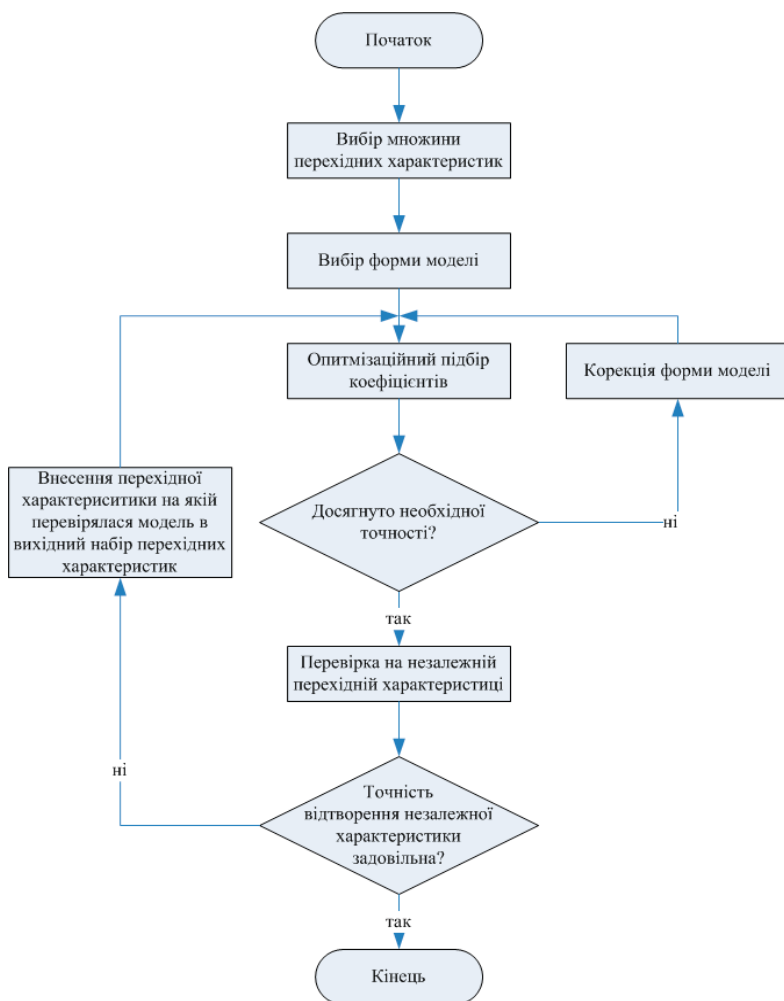 Початок
Вибір множини
перехідних характеристик
Вибір форми моделі
Опитмізаційний підбір
коефіцієнтів
Корекція форми моделі
Внесення перехідної
характериситики на якій
перевірялася модель в
вихідний набір перехідних
характеристик
Досягнуто необхідної
точності?
ні
так
Перевірка на незалежній
перехідній характеристиці
ні
Точність
відтворення незалежної
характеристики
задовільна?
так
Кінець